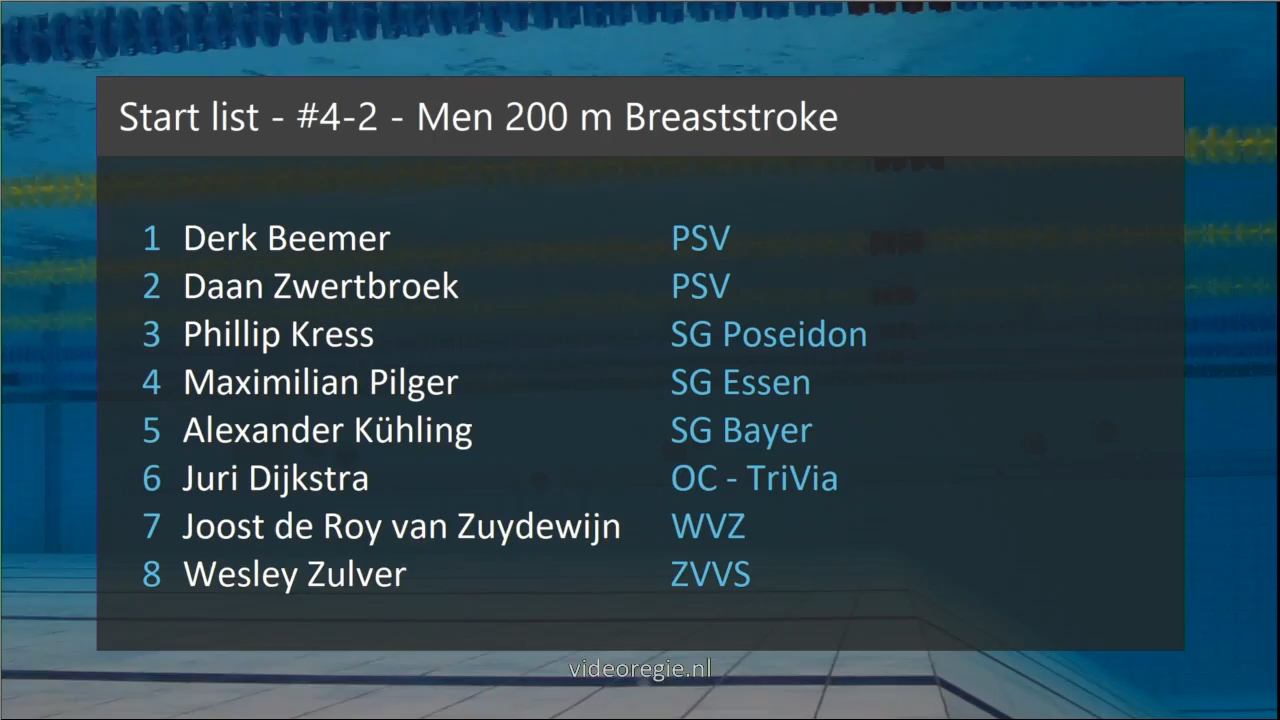 Start list - #4-2 - Men 200 m Breaststroke
1 Derk Beemer PSV
2 Daan Zwertbroek PSV
3 Phillip Kress SG Poseidon
4 Maximilian Pilger SG Essen
5 Alexander Kühling SG Bayer
6 Juri Dijkstra OC - TriVia
7 Joost de Roy van Zuydewijn WVZ
8 Wesley Zulver ZVVS
videoregie.nl